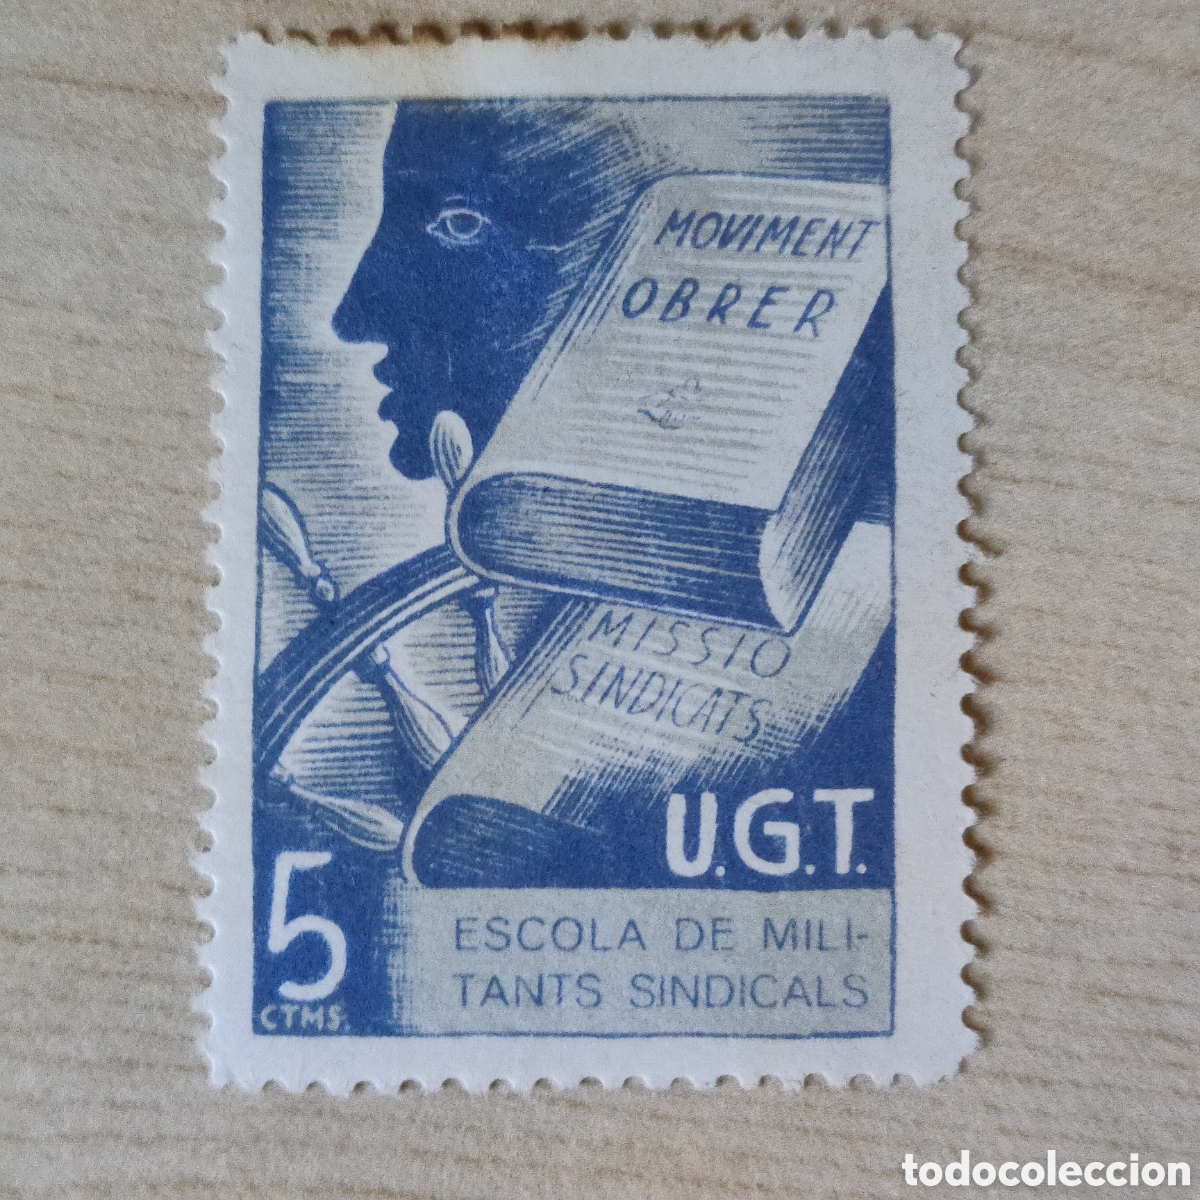 MOVIMENT
OBRER
MISSIO
SINDICATS
U.G.T.
5
CTMS.
ESCOLA DE MILI-
TANTS SINDICALS
todocoleccion